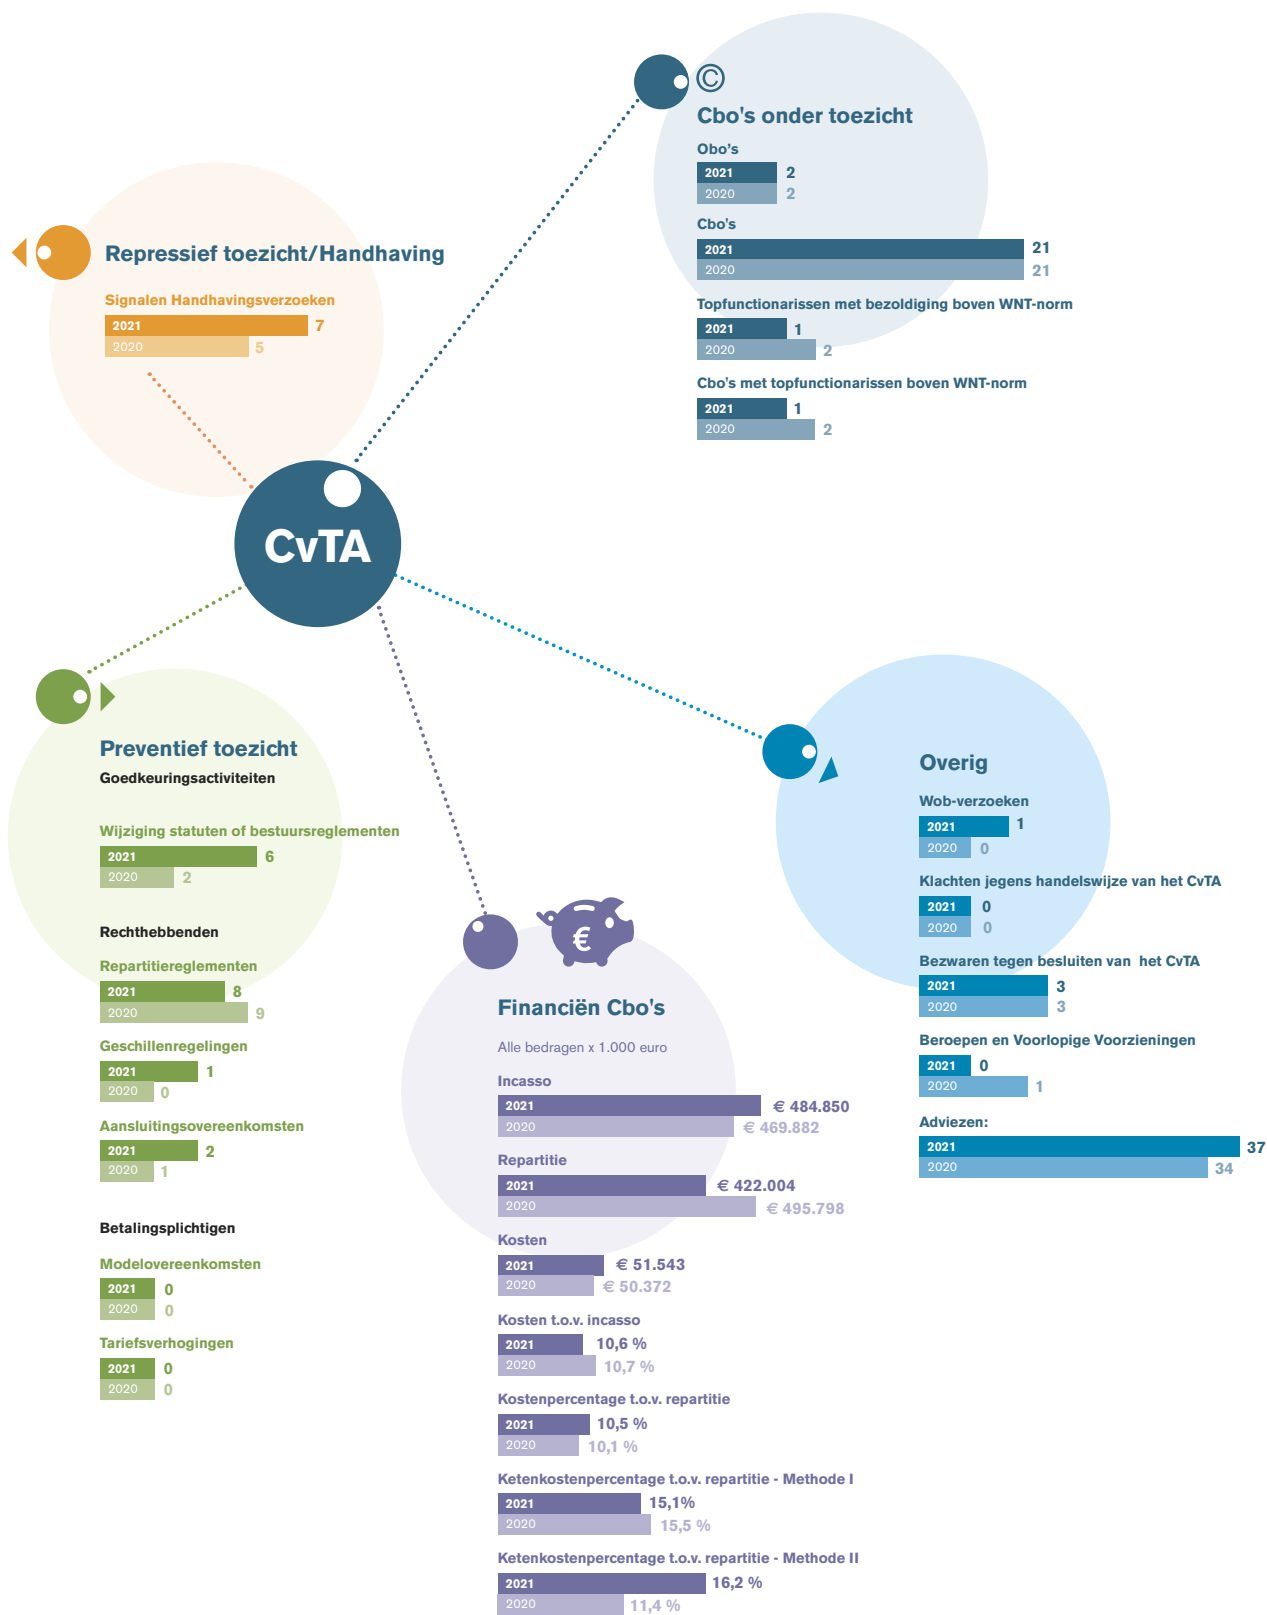 ©
Cbo's onder toezicht
Obo’s
2021 2
2020 2
Cbo's
2021 21
2020 21
Topfunctionarissen met bezoldiging boven WNT-norm
2021 1
2020 2
Cbo's met topfunctionarissen boven WNT-norm
2021 1
2020 2
Repressief toezicht/Handhaving
Signalen Handhavingsverzoeken
2021 7
2020 5
CvTA
Preventief toezicht
Goedkeuringsactiviteiten
Wijziging statuten of bestuursreglementen
2021 6
2020 2
Rechthebbenden
Repartitiereglementen
2021 8
2020 9
Geschillenregelingen
2021 1
2020 0
Aansluitingsovereenkomsten
2021 2
2020 1
Betalingsplichtigen
Modelovereenkomsten
2021 0
2020 0
Tariefsverhogingen
2021 0
2020 0
€
Financiën Cbo's
Alle bedragen x 1.000 euro
Incasso
2021 € 484.850
2020 € 469.882
Repartitie
2021 € 422.004
2020 € 495.798
Kosten
2021 € 51.543
2020 € 50.372
Kosten t.o.v. incasso
2021 10,6 %
2020 10,7 %
Kostenpercentage t.o.v. repartitie
2021 10,5 %
2020 10,1 %
Ketenkostenpercentage t.o.v. repartitie - Methode I
2021 15,1%
2020 15,5 %
Ketenkostenpercentage t.o.v. repartitie - Methode II
2021 16,2 %
2020 11,4 %
Overig
Wob-verzoeken
2021 1
2020 0
Klachten jegens handelswijze van het CvTA
2021 0
2020 0
Bezwaren tegen besluiten van het CvTA
2021 3
2020 3
Beroepen en Voorlopige Voorzieningen
2021 0
2020 1
Adviezen:
2021 37
2020 34